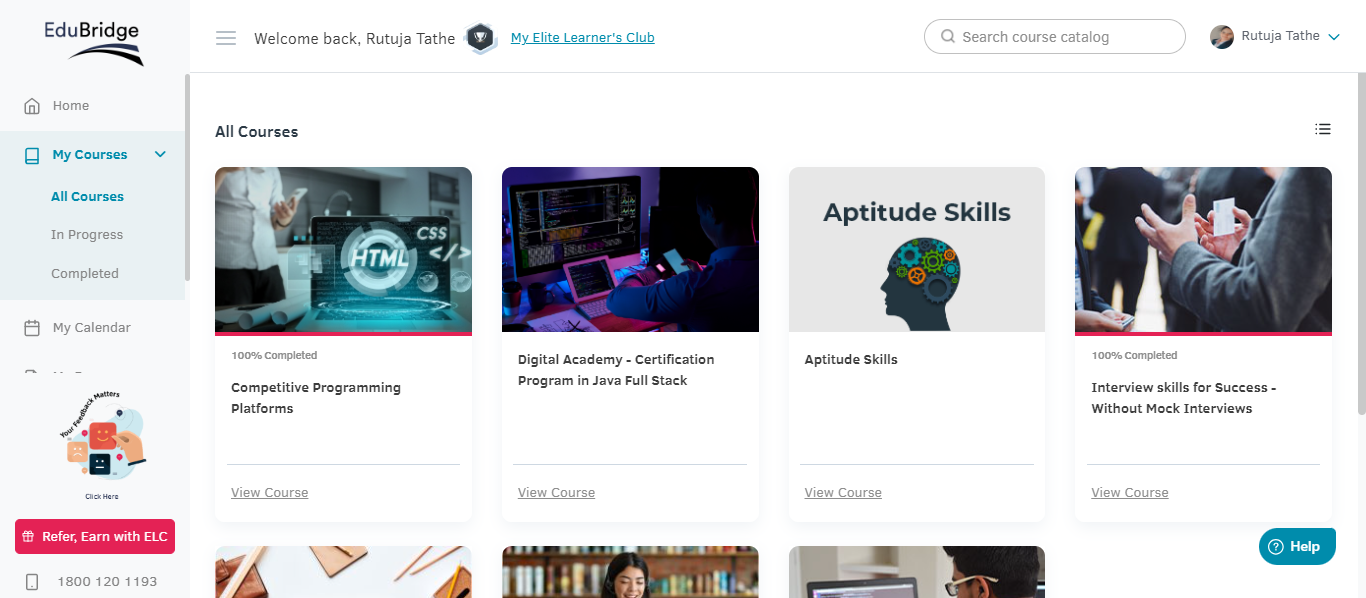 EduBridge
Welcome back, Rutuja Tathe
My Elite Learner's Club
Search course catalog
Rutuja Tathe
Home
My Courses
All Courses
In Progress
Completed
My Calendar
Your Feedback Matters
Click Here
Refer, Earn with ELC
1800 120 1193
All Courses
HTML
CSS
</>
100% Completed
Competitive Programming
Platforms
View Course
Digital Academy - Certification
Program in Java Full Stack
View Course
Aptitude Skills
Aptitude Skills
View Course
100% Completed
Interview skills for Success -
Without Mock Interviews
View Course
Help